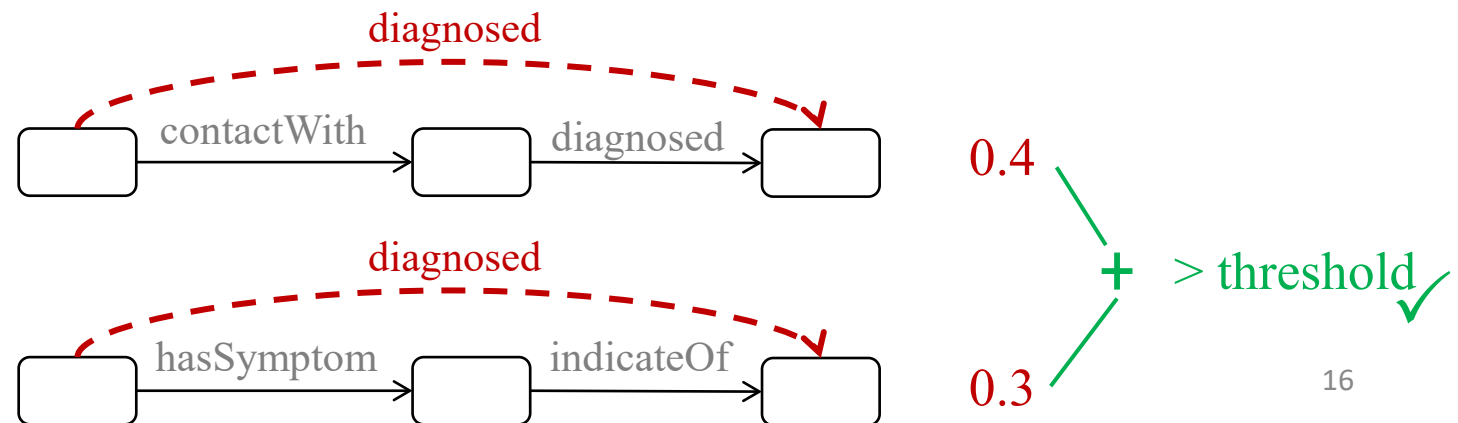 diagnosed
contactWith
diagnosed
0.4
diagnosed
+ > threshold
hasSymptom
indicateOf
0.3
16